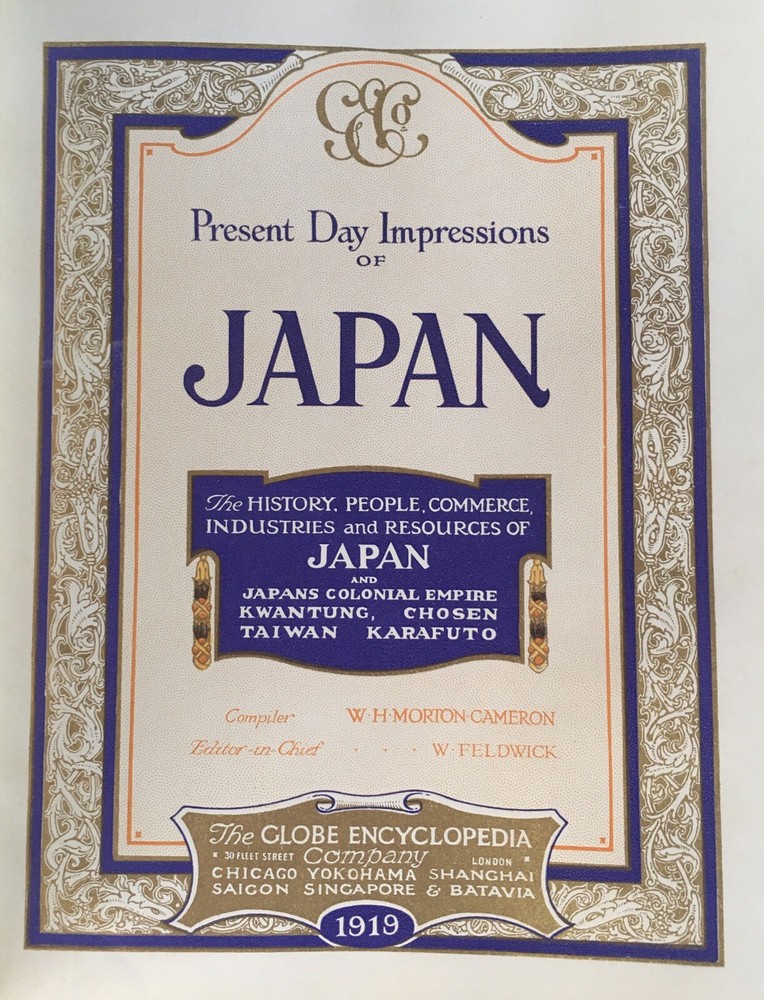 GECo
Present Day Impressions
OF
JAPAN
The HISTORY, PEOPLE, COMMERCE,
INDUSTRIES and RESOURCES OF
JAPAN
AND
JAPANS COLONIAL EMPIRE
KWANTUNG, CHOSEN
TAIWAN KARAFUTO
Compiler W·H·MORTON·CAMERON
Editor-in-Chief · · · W·FELDWICK
The GLOBE ENCYCLOPEDIA
30 FLEET STREET Company LONDON
CHICAGO YOKOHAMA SHANGHAI
SAIGON SINGAPORE & BATAVIA
1919